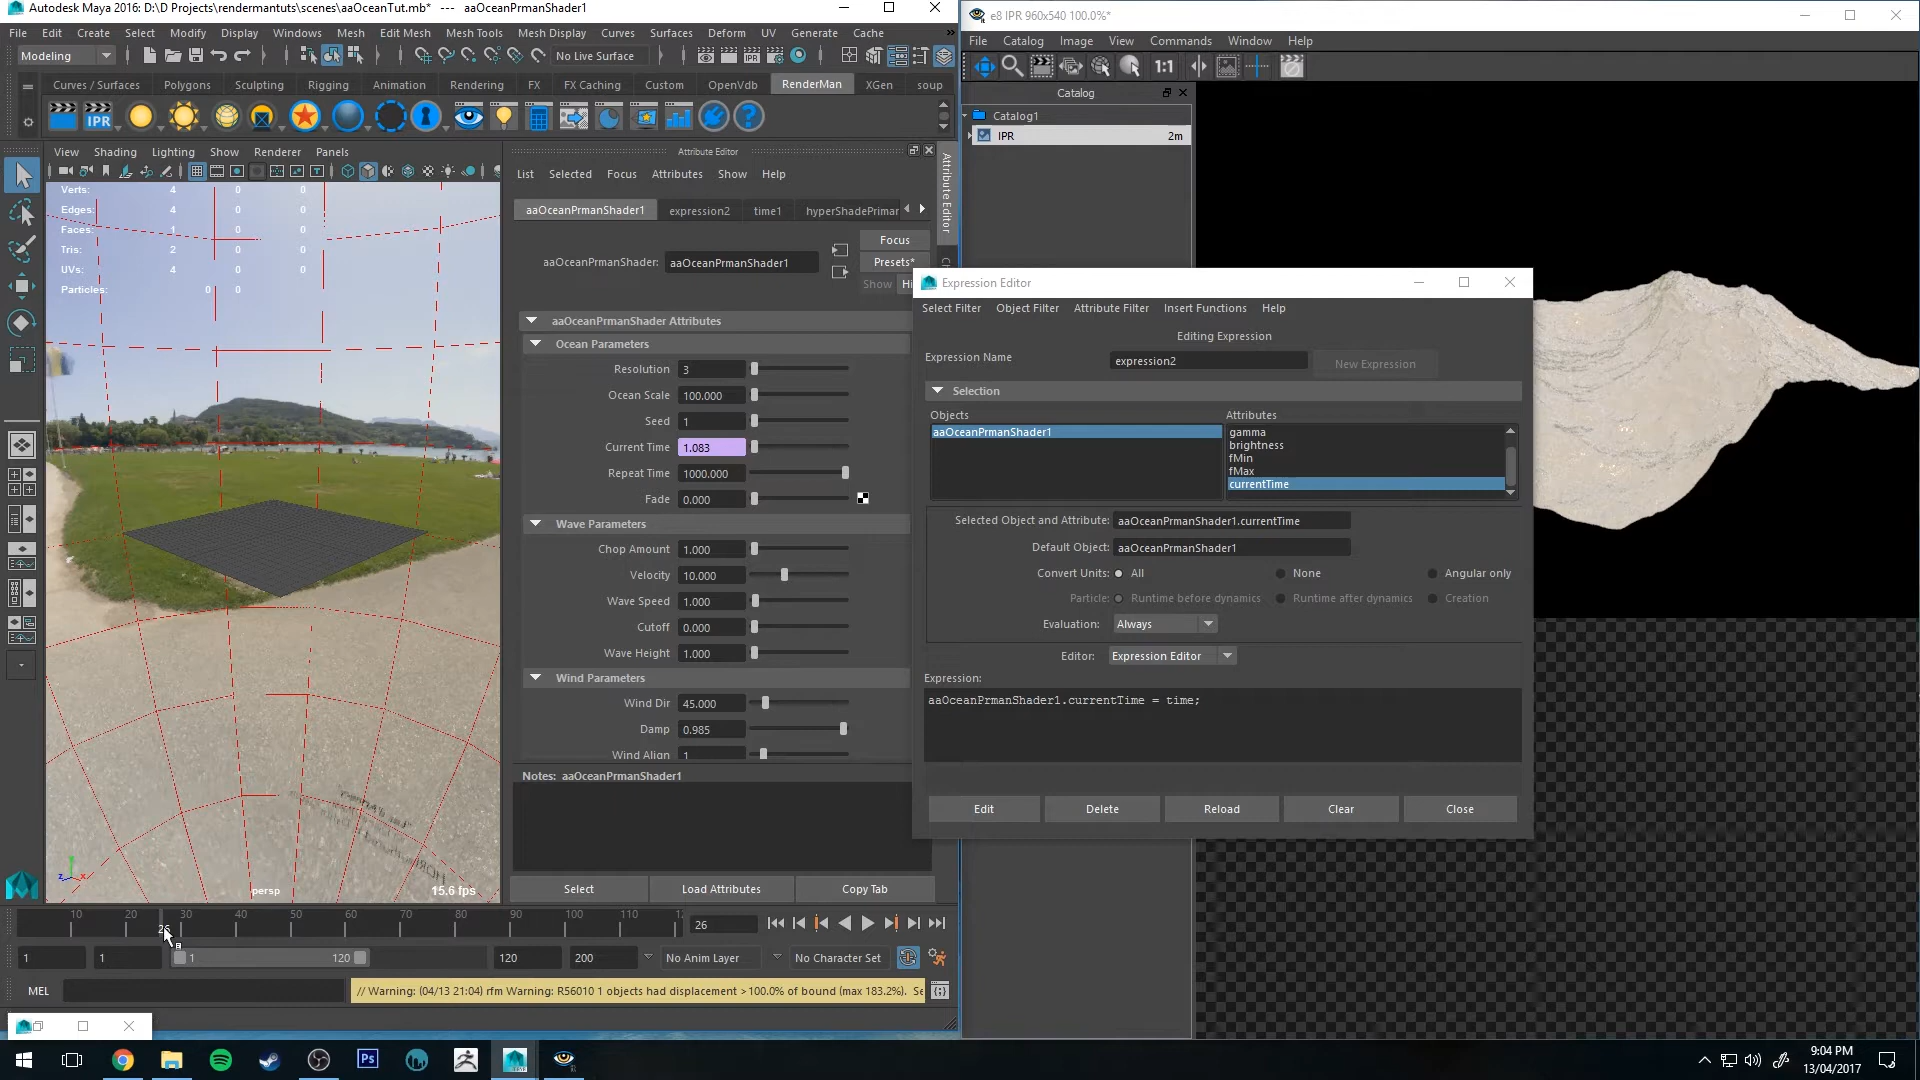 Autodesk Maya 2016: D:\D Projects\rendermantuts\scenes\aaOceanTut.mb* --- aaOceanPrmanShader1
File Edit Create Select Modify Display Windows Mesh Edit Mesh Mesh Tools Mesh Display Curves Surfaces Deform UV Generate Cache
Modeling
No Live Surface
Curves / Surfaces Polygons Sculpting Rigging Animation Rendering FX FX Caching Custom OpenVdb RenderMan XGen soup
IPR
View Shading Lighting Show Renderer Panels
Verts: 4 0 0
Edges: 4 0 0
Faces: 1 0 0
Tris: 2 0 0
UVs: 4 0 0
Particles: 0 0
persp
15.6 fps
Attribute Editor
List Selected Focus Attributes Show Help
Attribute Editor
aaOceanPrmanShader1 expression2 time1 hyperShadePrimar
aaOceanPrmanShader: aaOceanPrmanShader1
Focus
Presets*
Show Hi
aaOceanPrmanShader Attributes
Ocean Parameters
Resolution 3
Ocean Scale 100.000
Seed 1
Current Time 1.083
Repeat Time 1000.000
Fade 0.000
Wave Parameters
Chop Amount 1.000
Velocity 10.000
Wave Speed 1.000
Cutoff 0.000
Wave Height 1.000
Wind Parameters
Wind Dir 45.000
Damp 0.985
Wind Align 1
Notes: aaOceanPrmanShader1
Select Load Attributes Copy Tab
10 20 30 40 50 60 70 80 90 100 110 12
26
26
1 1 1 120 120 200 No Anim Layer No Character Set
MEL // Warning: (04/13 21:04) rfm Warning: R56010 1 objects had displacement >100.0% of bound (max 183.2%). Se
e8 IPR 960x540 100.0%*
File Catalog Image View Commands Window Help
1:1
Catalog
Catalog1
IPR 2m
Expression Editor
Select Filter Object Filter Attribute Filter Insert Functions Help
Editing Expression
Expression Name expression2 New Expression
Selection
Objects Attributes
aaOceanPrmanShader1
gamma
brightness
fMin
fMax
currentTime
Selected Object and Attribute: aaOceanPrmanShader1.currentTime
Default Object: aaOceanPrmanShader1
Convert Units: All None Angular only
Particle: Runtime before dynamics Runtime after dynamics Creation
Evaluation: Always
Editor: Expression Editor
Expression:
aaOceanPrmanShader1.currentTime = time;
Edit Delete Reload Clear Close
Ps
9:04 PM
13/04/2017